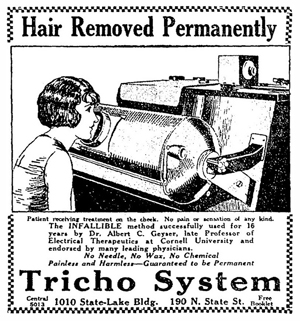 Hair Removed Permanently
Patient receiving treatment on the cheek. No pain or sensation of any kind.
The INFALLIBLE method successfully used for 16
years by Dr. Albert C. Geyser, late Professor of
Electrical Therapeutics at Cornell University and
endorsed by many leading physicians.
No Needle, No Wax, No Chemical
Painless and Harmless—Guaranteed to be Permanent
Tricho System
Central
5013
1010 State-Lake Bldg. 190 N. State St.
Free
Booklet